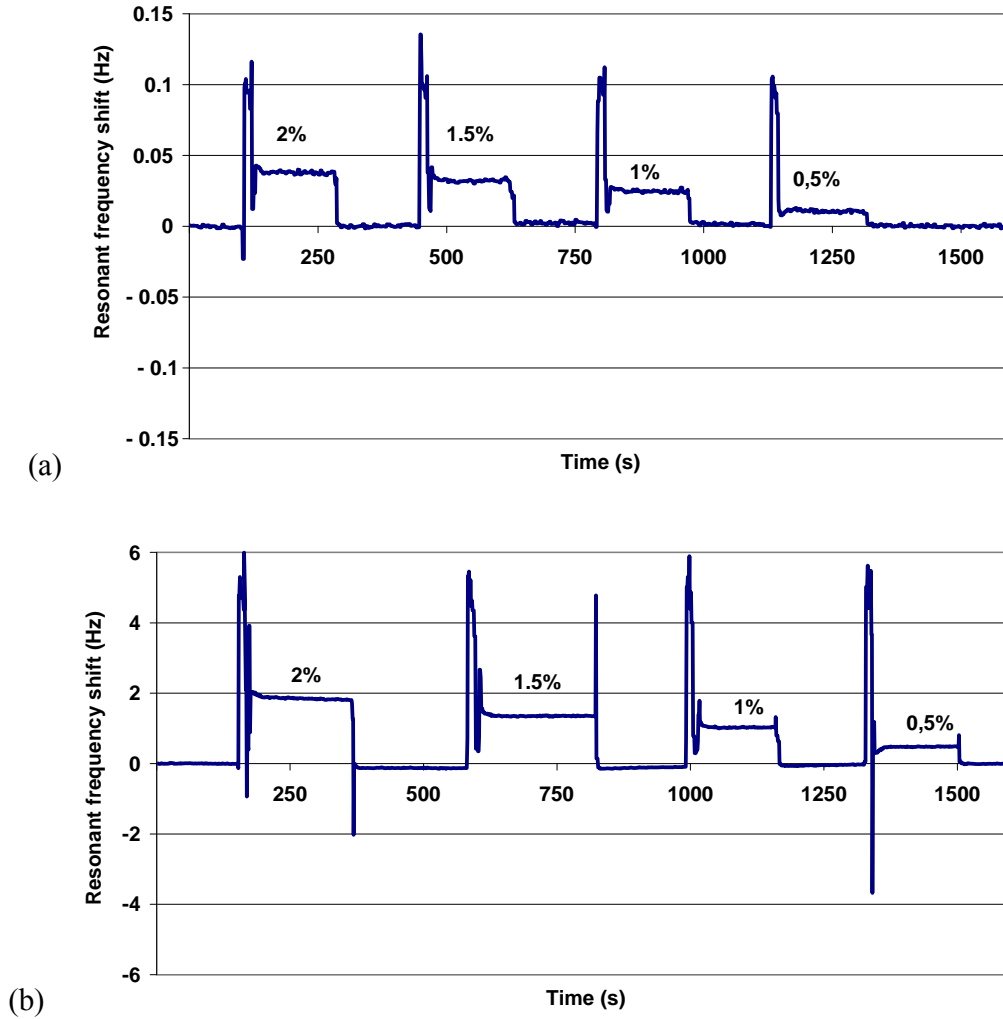 0.15
0.1
0.05
0
- 0.05
- 0.1
- 0.15
Resonant frequency shift (Hz)
2%
1.5%
1%
0,5%
250 500 750 1000 1250 1500
Time (s)
(a)
6
4
2
0
-2
-4
-6
Resonant frequency shift (Hz)
2%
1.5%
1%
0,5%
250 500 750 1000 1250 1500
Time (s)
(b)